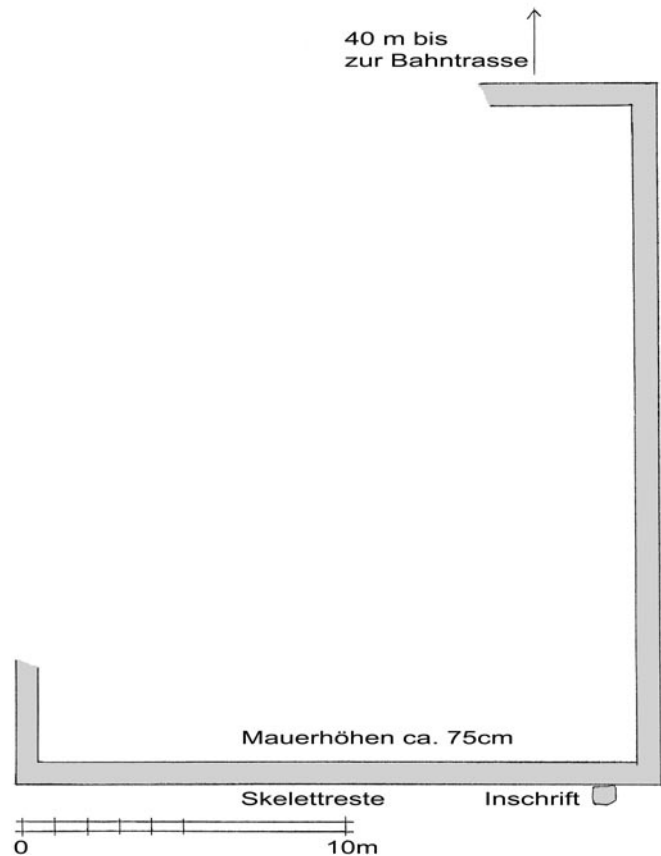 40 m bis
zur Bahntrasse
Mauerhöhen ca. 75cm
Skelettreste Inschrift
0 10m